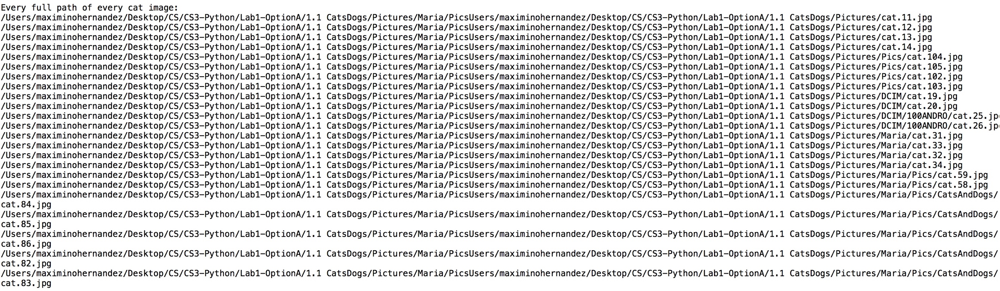 Every full path of every cat image:
/Users/maximinohernandez/Desktop/CS/CS3-Python/Lab1-OptionA/1.1 CatsDogs/Pictures/Maria/PicsUsers/maximinohernandez/Desktop/CS/CS3-Python/Lab1-OptionA/1.1 CatsDogs/Pictures/cat.11.jpg
/Users/maximinohernandez/Desktop/CS/CS3-Python/Lab1-OptionA/1.1 CatsDogs/Pictures/Maria/PicsUsers/maximinohernandez/Desktop/CS/CS3-Python/Lab1-OptionA/1.1 CatsDogs/Pictures/cat.12.jpg
/Users/maximinohernandez/Desktop/CS/CS3-Python/Lab1-OptionA/1.1 CatsDogs/Pictures/Maria/PicsUsers/maximinohernandez/Desktop/CS/CS3-Python/Lab1-OptionA/1.1 CatsDogs/Pictures/cat.13.jpg
/Users/maximinohernandez/Desktop/CS/CS3-Python/Lab1-OptionA/1.1 CatsDogs/Pictures/Maria/PicsUsers/maximinohernandez/Desktop/CS/CS3-Python/Lab1-OptionA/1.1 CatsDogs/Pictures/cat.14.jpg
/Users/maximinohernandez/Desktop/CS/CS3-Python/Lab1-OptionA/1.1 CatsDogs/Pictures/Maria/PicsUsers/maximinohernandez/Desktop/CS/CS3-Python/Lab1-OptionA/1.1 CatsDogs/Pictures/Pics/cat.104.jpg
/Users/maximinohernandez/Desktop/CS/CS3-Python/Lab1-OptionA/1.1 CatsDogs/Pictures/Maria/PicsUsers/maximinohernandez/Desktop/CS/CS3-Python/Lab1-OptionA/1.1 CatsDogs/Pictures/Pics/cat.105.jpg
/Users/maximinohernandez/Desktop/CS/CS3-Python/Lab1-OptionA/1.1 CatsDogs/Pictures/Maria/PicsUsers/maximinohernandez/Desktop/CS/CS3-Python/Lab1-OptionA/1.1 CatsDogs/Pictures/Pics/cat.102.jpg
/Users/maximinohernandez/Desktop/CS/CS3-Python/Lab1-OptionA/1.1 CatsDogs/Pictures/Maria/PicsUsers/maximinohernandez/Desktop/CS/CS3-Python/Lab1-OptionA/1.1 CatsDogs/Pictures/Pics/cat.103.jpg
/Users/maximinohernandez/Desktop/CS/CS3-Python/Lab1-OptionA/1.1 CatsDogs/Pictures/Maria/PicsUsers/maximinohernandez/Desktop/CS/CS3-Python/Lab1-OptionA/1.1 CatsDogs/Pictures/DCIM/cat.19.jpg
/Users/maximinohernandez/Desktop/CS/CS3-Python/Lab1-OptionA/1.1 CatsDogs/Pictures/Maria/PicsUsers/maximinohernandez/Desktop/CS/CS3-Python/Lab1-OptionA/1.1 CatsDogs/Pictures/DCIM/cat.20.jpg
/Users/maximinohernandez/Desktop/CS/CS3-Python/Lab1-OptionA/1.1 CatsDogs/Pictures/Maria/PicsUsers/maximinohernandez/Desktop/CS/CS3-Python/Lab1-OptionA/1.1 CatsDogs/Pictures/DCIM/100ANDRO/cat.25.jp
/Users/maximinohernandez/Desktop/CS/CS3-Python/Lab1-OptionA/1.1 CatsDogs/Pictures/Maria/PicsUsers/maximinohernandez/Desktop/CS/CS3-Python/Lab1-OptionA/1.1 CatsDogs/Pictures/DCIM/100ANDRO/cat.26.jp
/Users/maximinohernandez/Desktop/CS/CS3-Python/Lab1-OptionA/1.1 CatsDogs/Pictures/Maria/PicsUsers/maximinohernandez/Desktop/CS/CS3-Python/Lab1-OptionA/1.1 CatsDogs/Pictures/Maria/cat.31.jpg
/Users/maximinohernandez/Desktop/CS/CS3-Python/Lab1-OptionA/1.1 CatsDogs/Pictures/Maria/PicsUsers/maximinohernandez/Desktop/CS/CS3-Python/Lab1-OptionA/1.1 CatsDogs/Pictures/Maria/cat.33.jpg
/Users/maximinohernandez/Desktop/CS/CS3-Python/Lab1-OptionA/1.1 CatsDogs/Pictures/Maria/PicsUsers/maximinohernandez/Desktop/CS/CS3-Python/Lab1-OptionA/1.1 CatsDogs/Pictures/Maria/cat.32.jpg
/Users/maximinohernandez/Desktop/CS/CS3-Python/Lab1-OptionA/1.1 CatsDogs/Pictures/Maria/PicsUsers/maximinohernandez/Desktop/CS/CS3-Python/Lab1-OptionA/1.1 CatsDogs/Pictures/Maria/cat.34.jpg
/Users/maximinohernandez/Desktop/CS/CS3-Python/Lab1-OptionA/1.1 CatsDogs/Pictures/Maria/PicsUsers/maximinohernandez/Desktop/CS/CS3-Python/Lab1-OptionA/1.1 CatsDogs/Pictures/Maria/Pics/cat.59.jpg
/Users/maximinohernandez/Desktop/CS/CS3-Python/Lab1-OptionA/1.1 CatsDogs/Pictures/Maria/PicsUsers/maximinohernandez/Desktop/CS/CS3-Python/Lab1-OptionA/1.1 CatsDogs/Pictures/Maria/Pics/cat.58.jpg
/Users/maximinohernandez/Desktop/CS/CS3-Python/Lab1-OptionA/1.1 CatsDogs/Pictures/Maria/PicsUsers/maximinohernandez/Desktop/CS/CS3-Python/Lab1-OptionA/1.1 CatsDogs/Pictures/Maria/Pics/CatsAndDogs/
cat.84.jpg
/Users/maximinohernandez/Desktop/CS/CS3-Python/Lab1-OptionA/1.1 CatsDogs/Pictures/Maria/PicsUsers/maximinohernandez/Desktop/CS/CS3-Python/Lab1-OptionA/1.1 CatsDogs/Pictures/Maria/Pics/CatsAndDogs/
cat.85.jpg
/Users/maximinohernandez/Desktop/CS/CS3-Python/Lab1-OptionA/1.1 CatsDogs/Pictures/Maria/PicsUsers/maximinohernandez/Desktop/CS/CS3-Python/Lab1-OptionA/1.1 CatsDogs/Pictures/Maria/Pics/CatsAndDogs/
cat.86.jpg
/Users/maximinohernandez/Desktop/CS/CS3-Python/Lab1-OptionA/1.1 CatsDogs/Pictures/Maria/PicsUsers/maximinohernandez/Desktop/CS/CS3-Python/Lab1-OptionA/1.1 CatsDogs/Pictures/Maria/Pics/CatsAndDogs/
cat.82.jpg
/Users/maximinohernandez/Desktop/CS/CS3-Python/Lab1-OptionA/1.1 CatsDogs/Pictures/Maria/PicsUsers/maximinohernandez/Desktop/CS/CS3-Python/Lab1-OptionA/1.1 CatsDogs/Pictures/Maria/Pics/CatsAndDogs/
cat.83.jpg